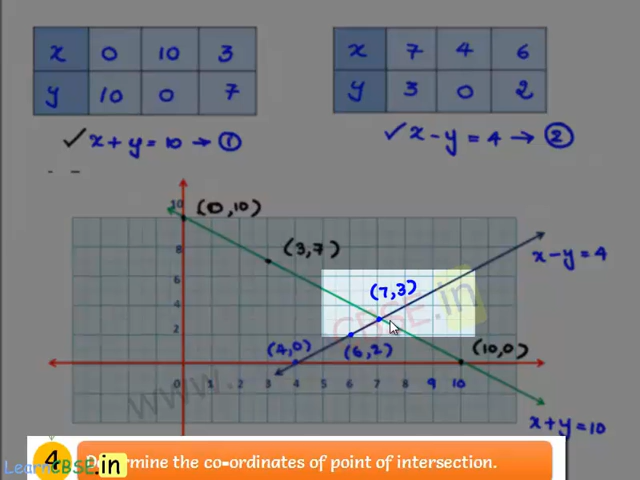 x 0 10 3
y 10 0 7
x 7 4 6
y 3 0 2
✓ x + y = 10 → ①
✓ x - y = 4 → ②
(0,10)
(3,7)
x - y = 4
(7,3)
(4,0)
(6,2)
(10,0)
10
8
6
4
2
0 1 2 3 4 5 6 7 8 9 10
x + y = 10
www.
CBSE.in
4 Determine the co-ordinates of point of intersection.
LearnCBSE.in